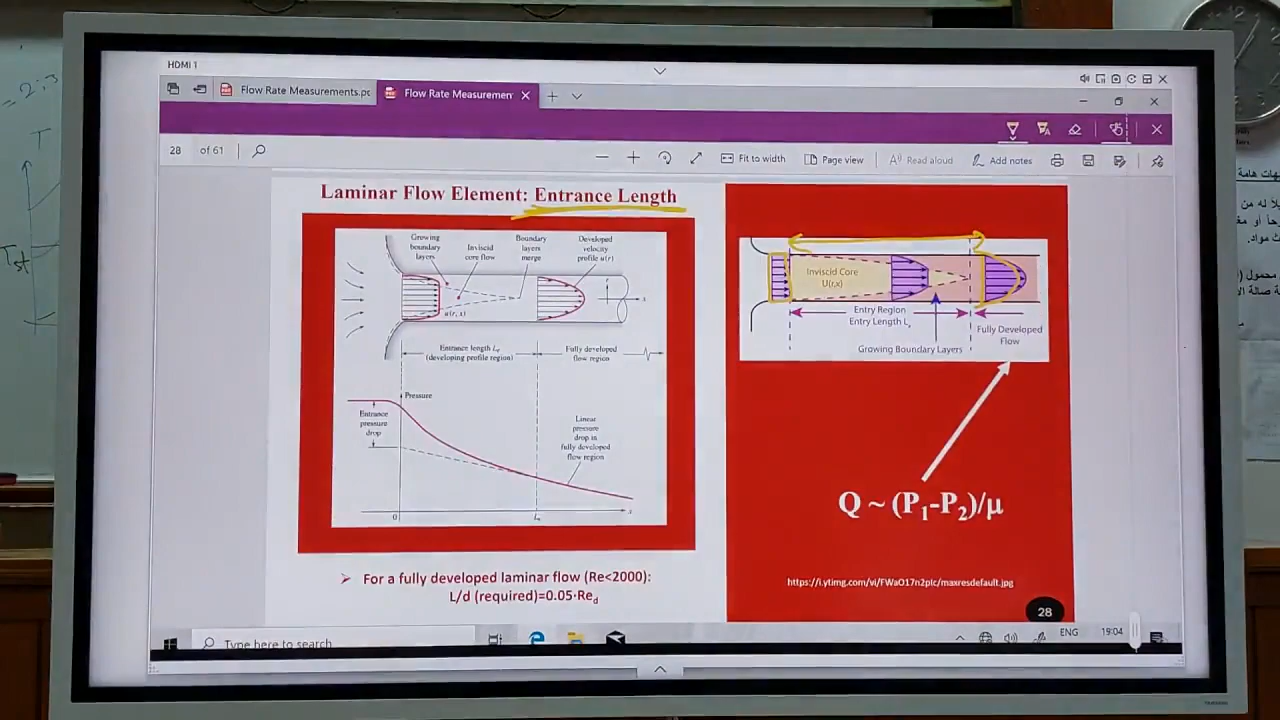 HDMI 1
Flow Rate Measurements.pc
Flow Rate Measuremen
28 of 61
Fit to width
Page view
Read aloud
Add notes
Laminar Flow Element: Entrance Length
Growing
boundary
layers
Inviscid
core flow
Boundary
layers
merge
Developed
velocity
profile u(r)
u(r, x)
x
Entrance length Le
(developing profile region)
Fully developed
flow region
Pressure
Entrance
pressure
drop
Linear
pressure
drop in
fully developed
flow region
0
Le
x
➢ For a fully developed laminar flow (Re<2000):
L/d (required)=0.05·Red
Inviscid Core
U(r,x)
Entry Region
Entry Length Le
Fully Developed
Flow
Growing Boundary Layers
Q ~ (P1-P2)/μ
https://i.ytimg.com/vi/FWaO17n2plc/maxresdefault.jpg
28
Type here to search
ENG
19:04
= 2:3
T
Tst